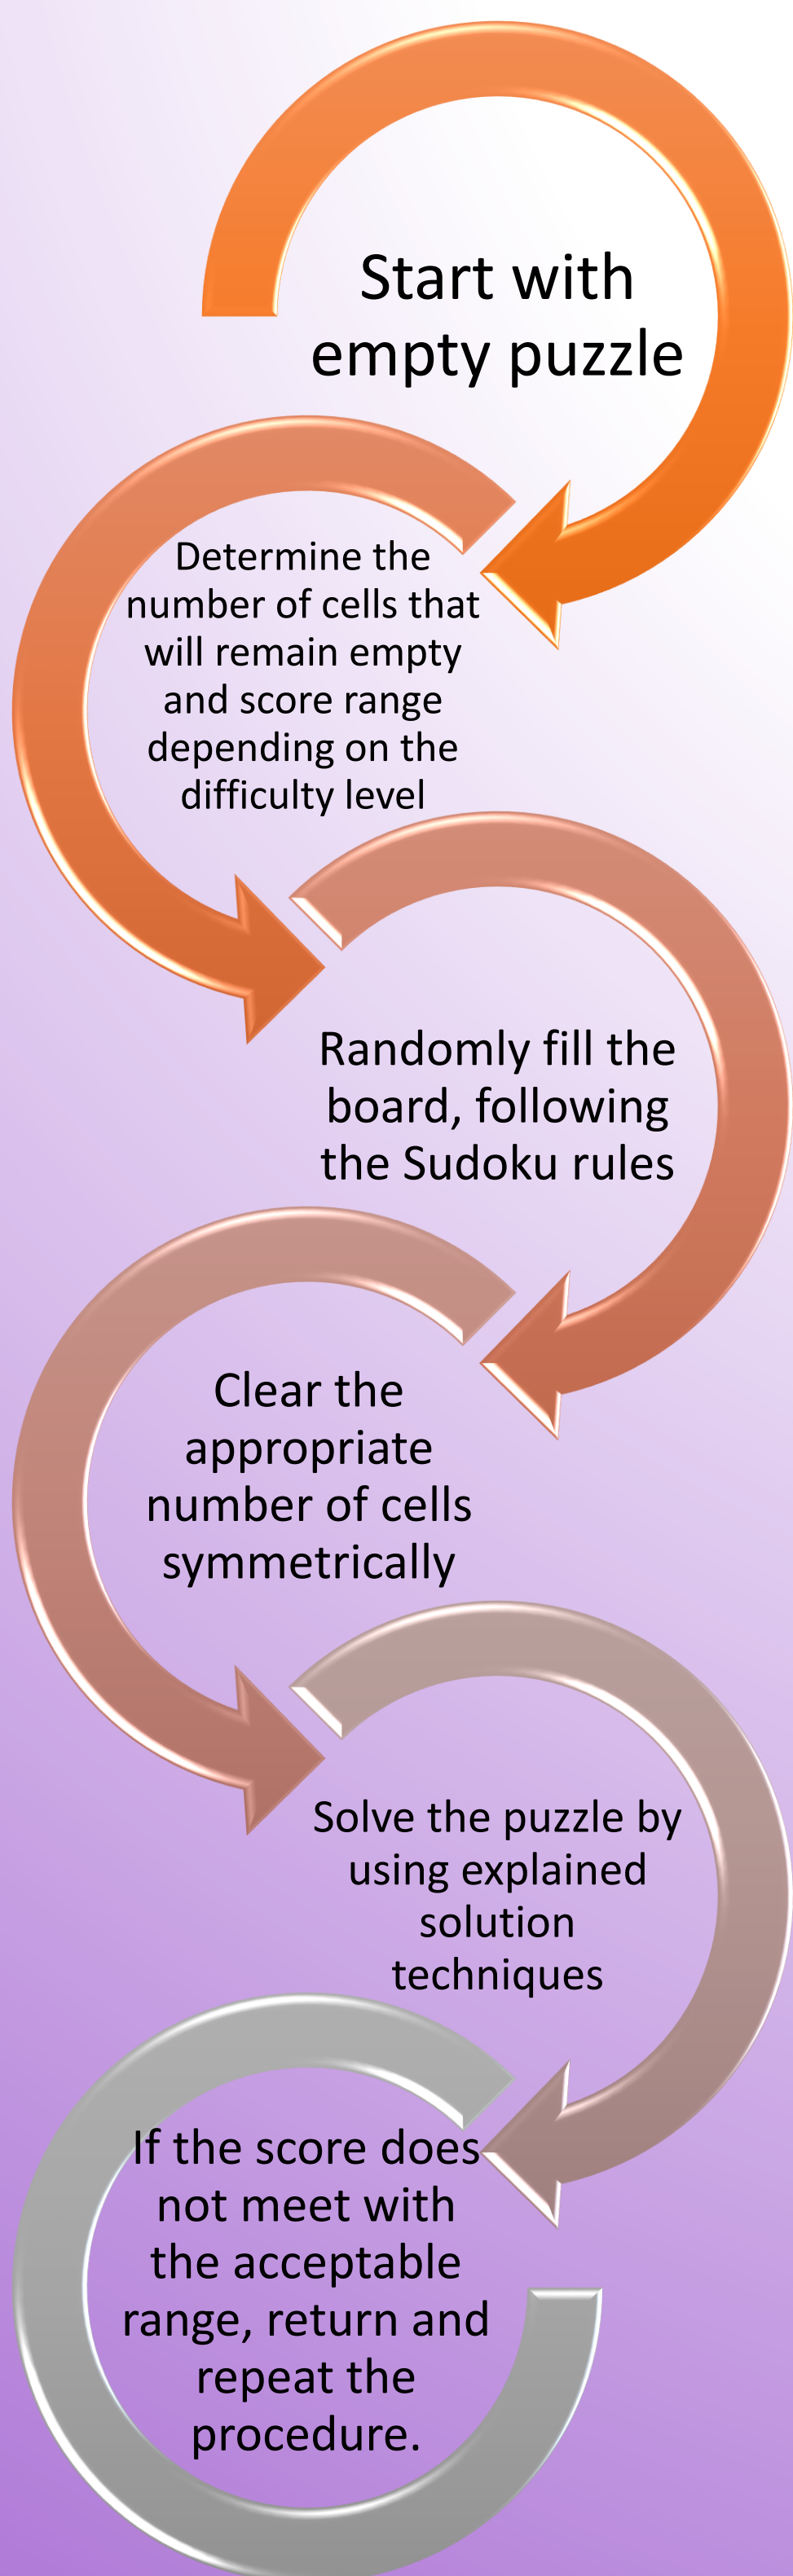 Start with
empty puzzle
Determine the
number of cells that
will remain empty
and score range
depending on the
difficulty level
Randomly fill the
board, following
the Sudoku rules
Clear the
appropriate
number of cells
symmetrically
Solve the puzzle by
using explained
solution
techniques
If the score does
not meet with
the acceptable
range, return and
repeat the
procedure.